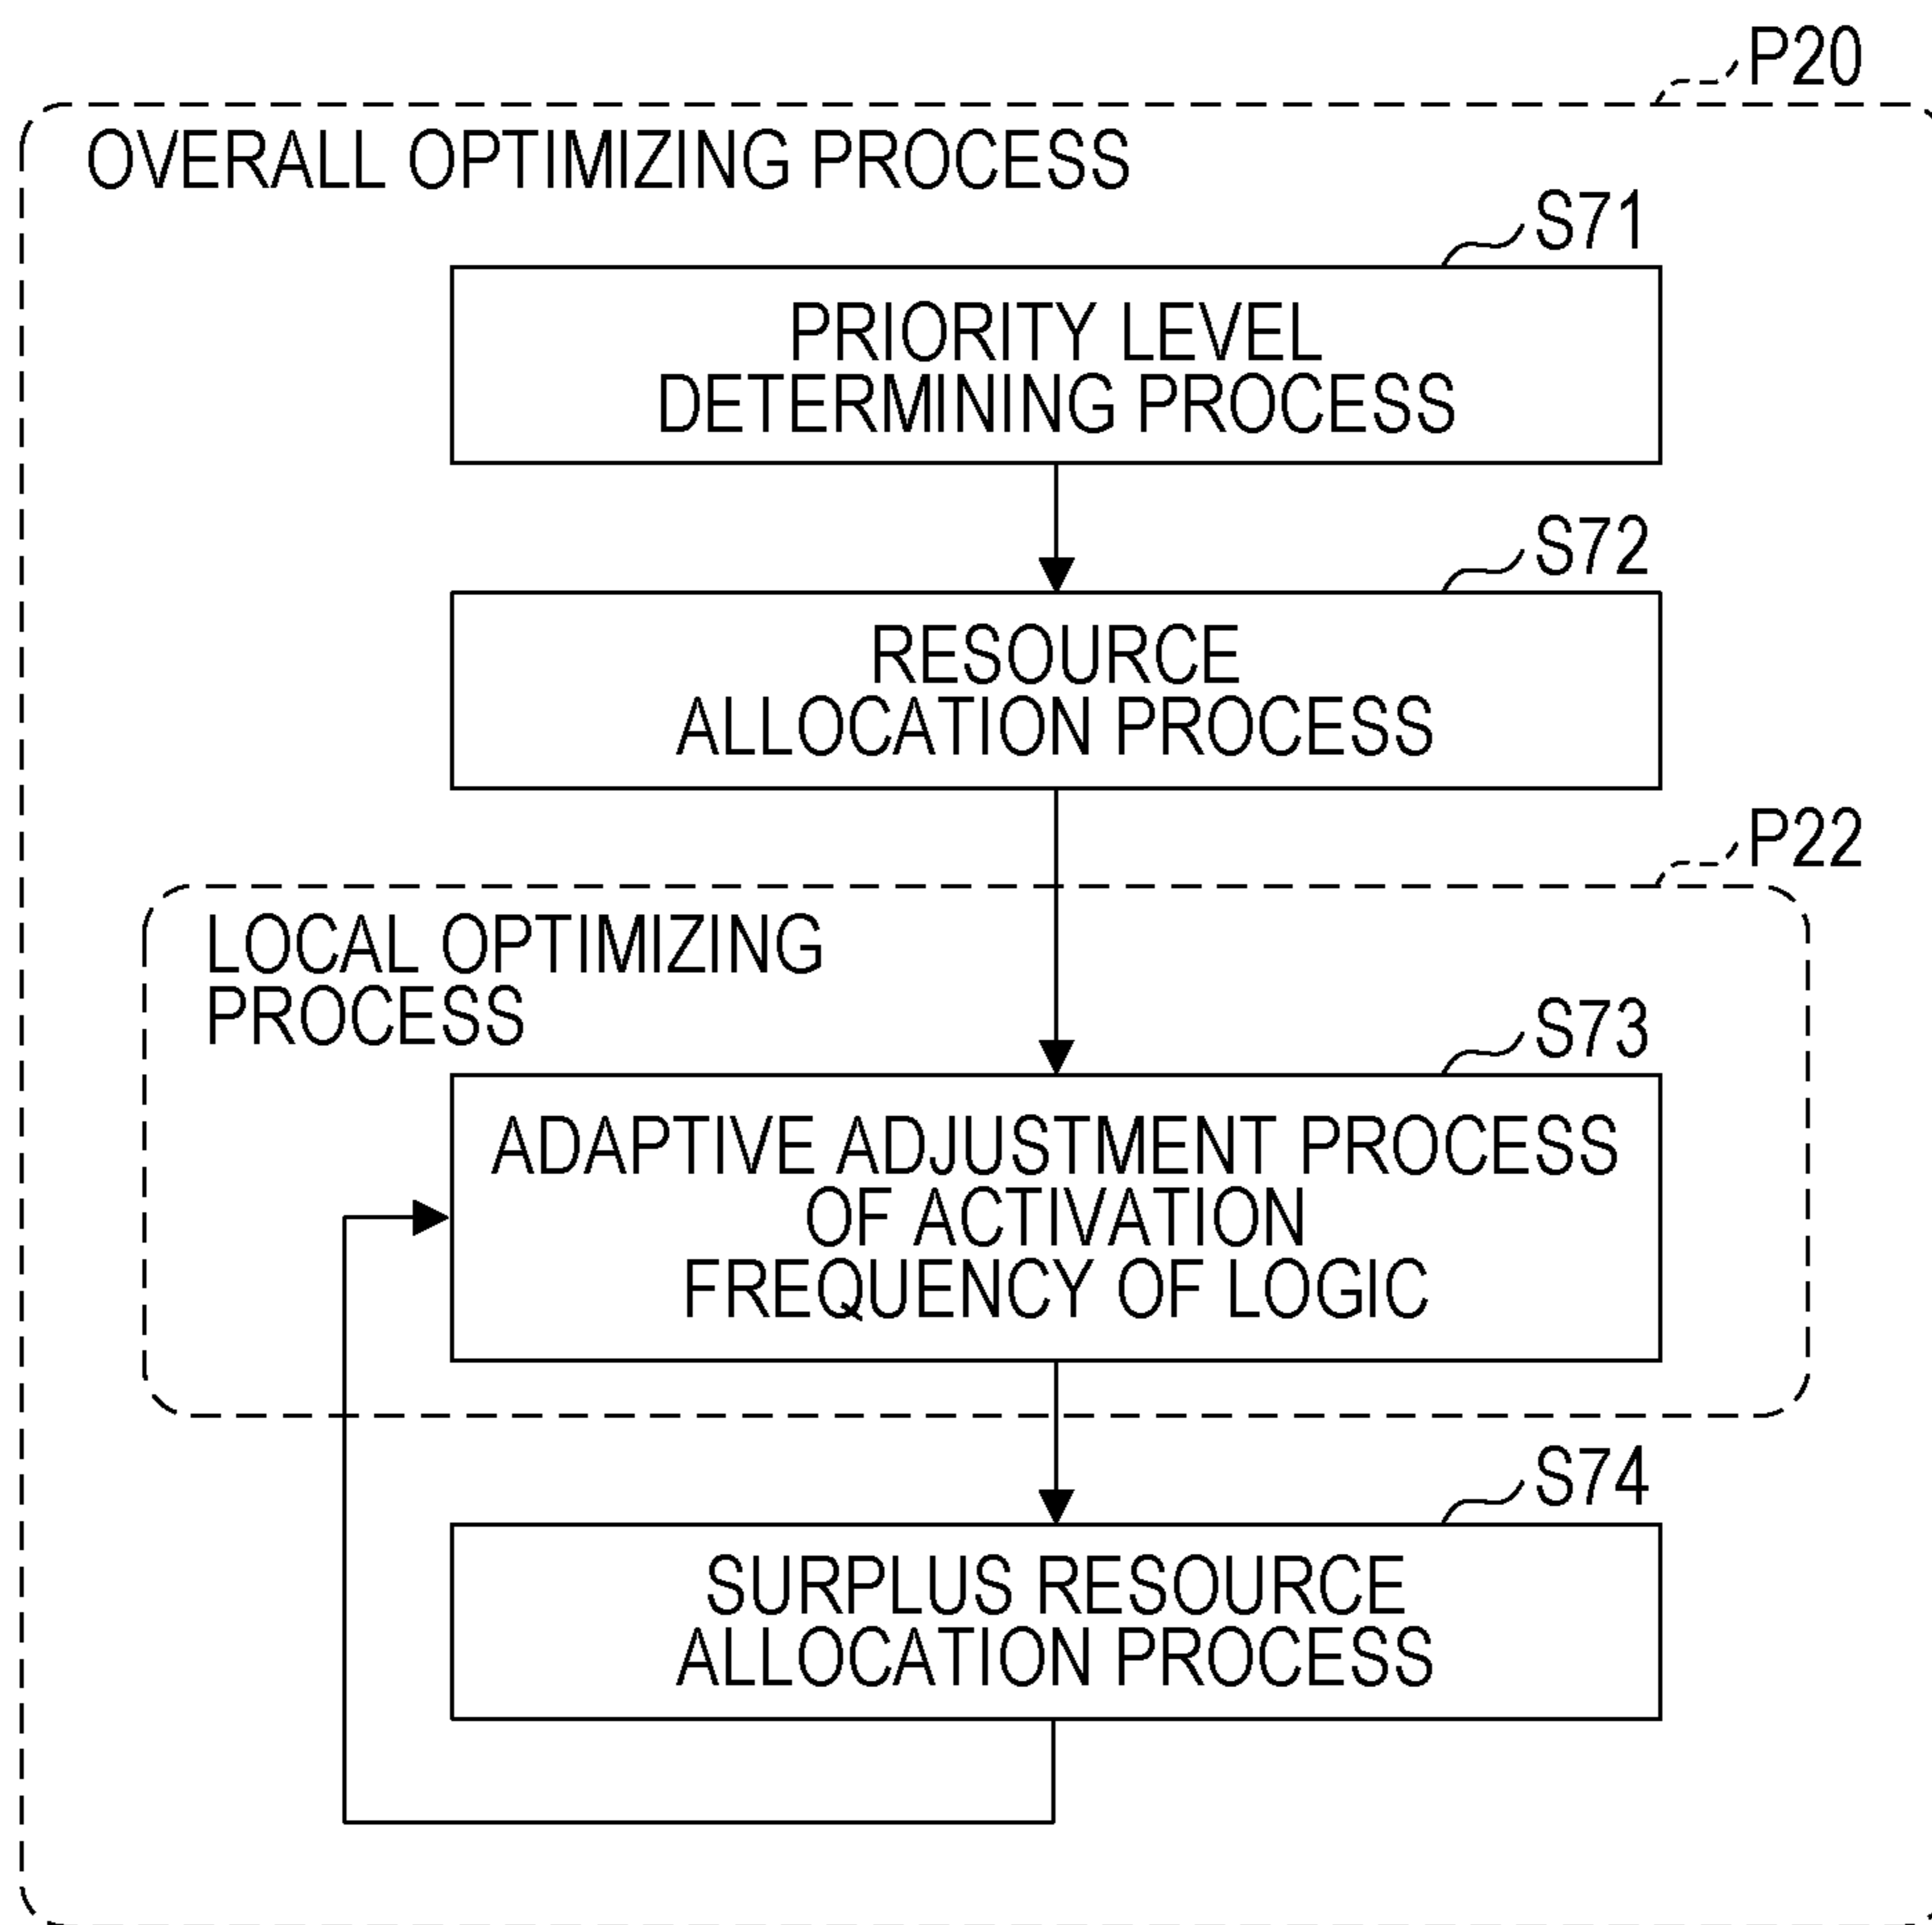 P20
OVERALL OPTIMIZING PROCESS
S71
PRIORITY LEVEL
DETERMINING PROCESS
S72
RESOURCE
ALLOCATION PROCESS
P22
LOCAL OPTIMIZING
PROCESS
S73
ADAPTIVE ADJUSTMENT PROCESS
OF ACTIVATION
FREQUENCY OF LOGIC
S74
SURPLUS RESOURCE
ALLOCATION PROCESS